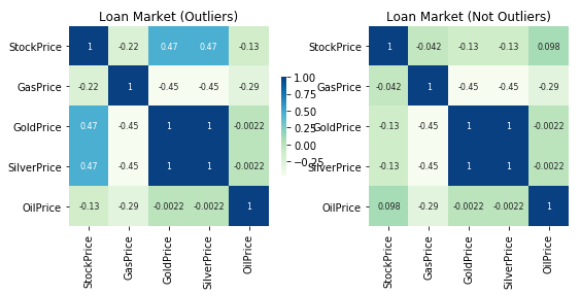 Loan Market (Outliers)
StockPrice 1 -0.22 0.47 0.47 -0.13
GasPrice -0.22 1 -0.45 -0.45 -0.29
GoldPrice 0.47 -0.45 1 1 -0.0022
SilverPrice 0.47 -0.45 1 1 -0.0022
OilPrice -0.13 -0.29 -0.0022 -0.0022 1
StockPrice GasPrice GoldPrice SilverPrice OilPrice
1.00
0.75
0.50
0.25
0.00
−0.25
Loan Market (Not Outliers)
StockPrice 1 -0.042 -0.13 -0.13 0.098
GasPrice -0.042 1 -0.45 -0.45 -0.29
GoldPrice -0.13 -0.45 1 1 -0.0022
SilverPrice -0.13 -0.45 1 1 -0.0022
OilPrice 0.098 -0.29 -0.0022 -0.0022 1
StockPrice GasPrice GoldPrice SilverPrice OilPrice